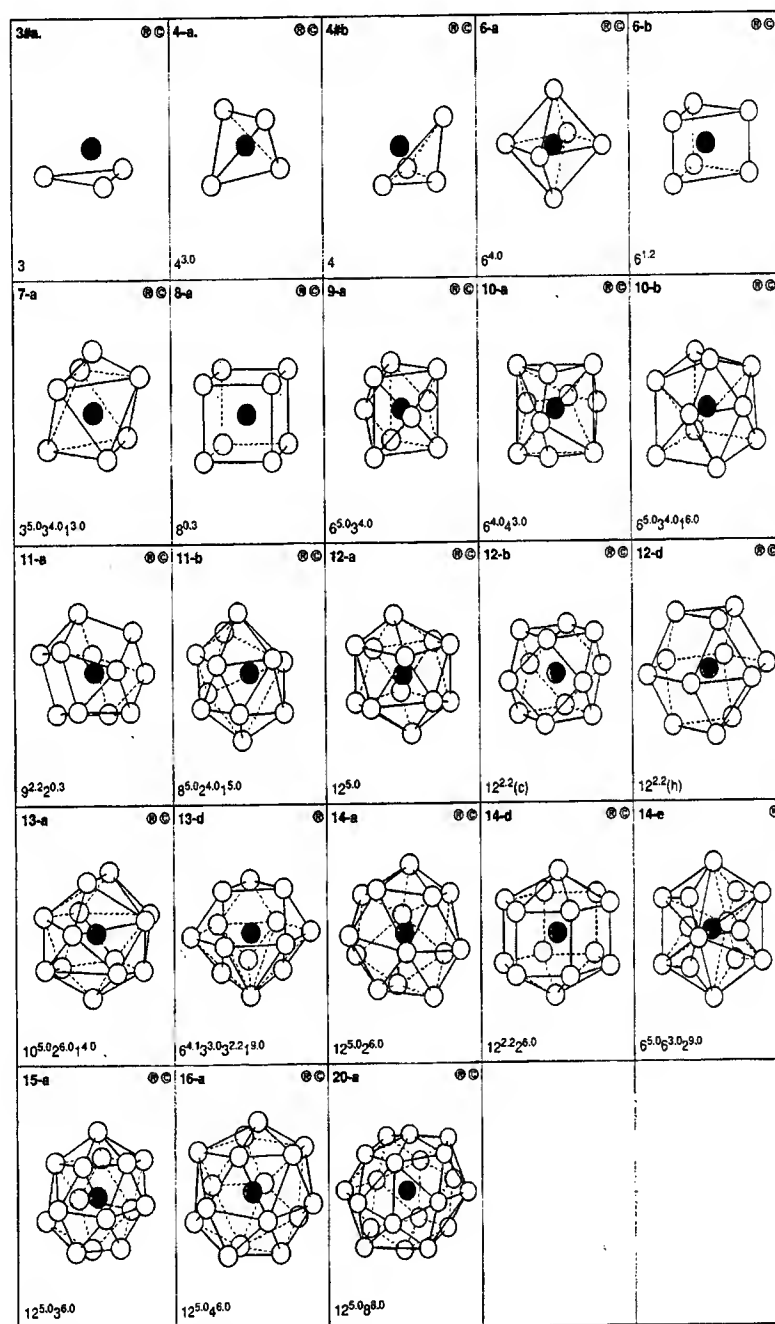 3#a. ®©
4-a. ®©
4#b ®©
6-a ®©
6-b ®©
3
4^3.0
4
6^4.0
6^1.2
7-a ®©
8-a ®©
9-a ®©
10-a ®©
10-b ®©
3^5.0 3^4.0 1^3.0
8^0.3
6^5.0 3^4.0
6^4.0 4^3.0
6^5.0 3^4.0 1^6.0
11-a ®©
11-b ®©
12-a ®©
12-b ®©
12-d ®©
9^2.2 2^0.3
8^5.0 2^4.0 1^5.0
12^5.0
12^2.2(c)
12^2.2(h)
13-a ®©
13-d ®
14-a ®©
14-d ®©
14-e ®
10^5.0 2^6.0 1^4.0
6^4.1 3^3.0 3^2.2 1^9.0
12^5.0 2^6.0
12^2.2 2^6.0
6^5.0 6^3.0 2^9.0
15-a ®©
16-a ®©
20-a ®©
12^5.0 3^6.0
12^5.0 4^6.0
12^5.0 8^6.0